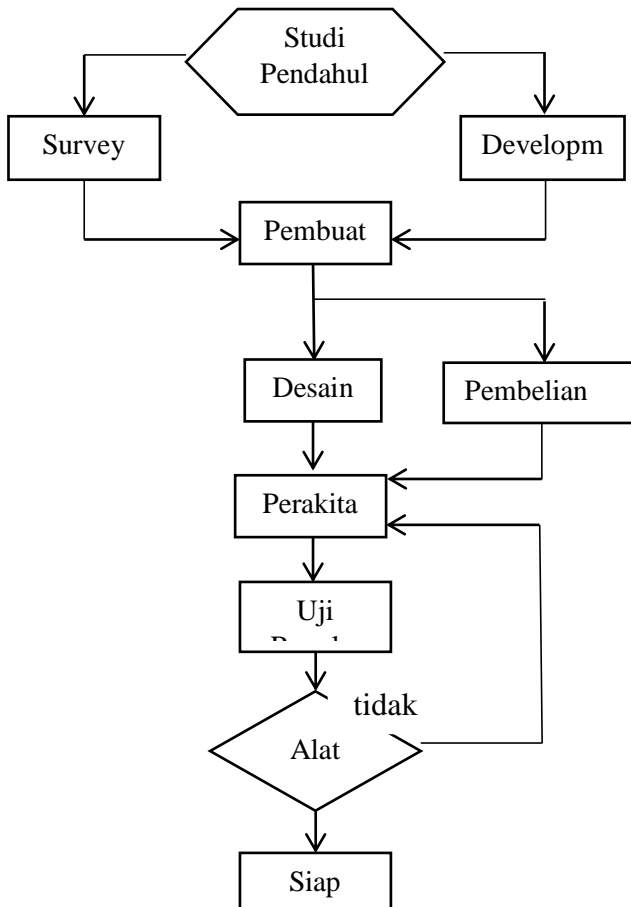 Studi
Pendahul
Survey
Developm
Pembuat
Desain
Pembelian
Perakita
Uji
tidak
Alat
Siap